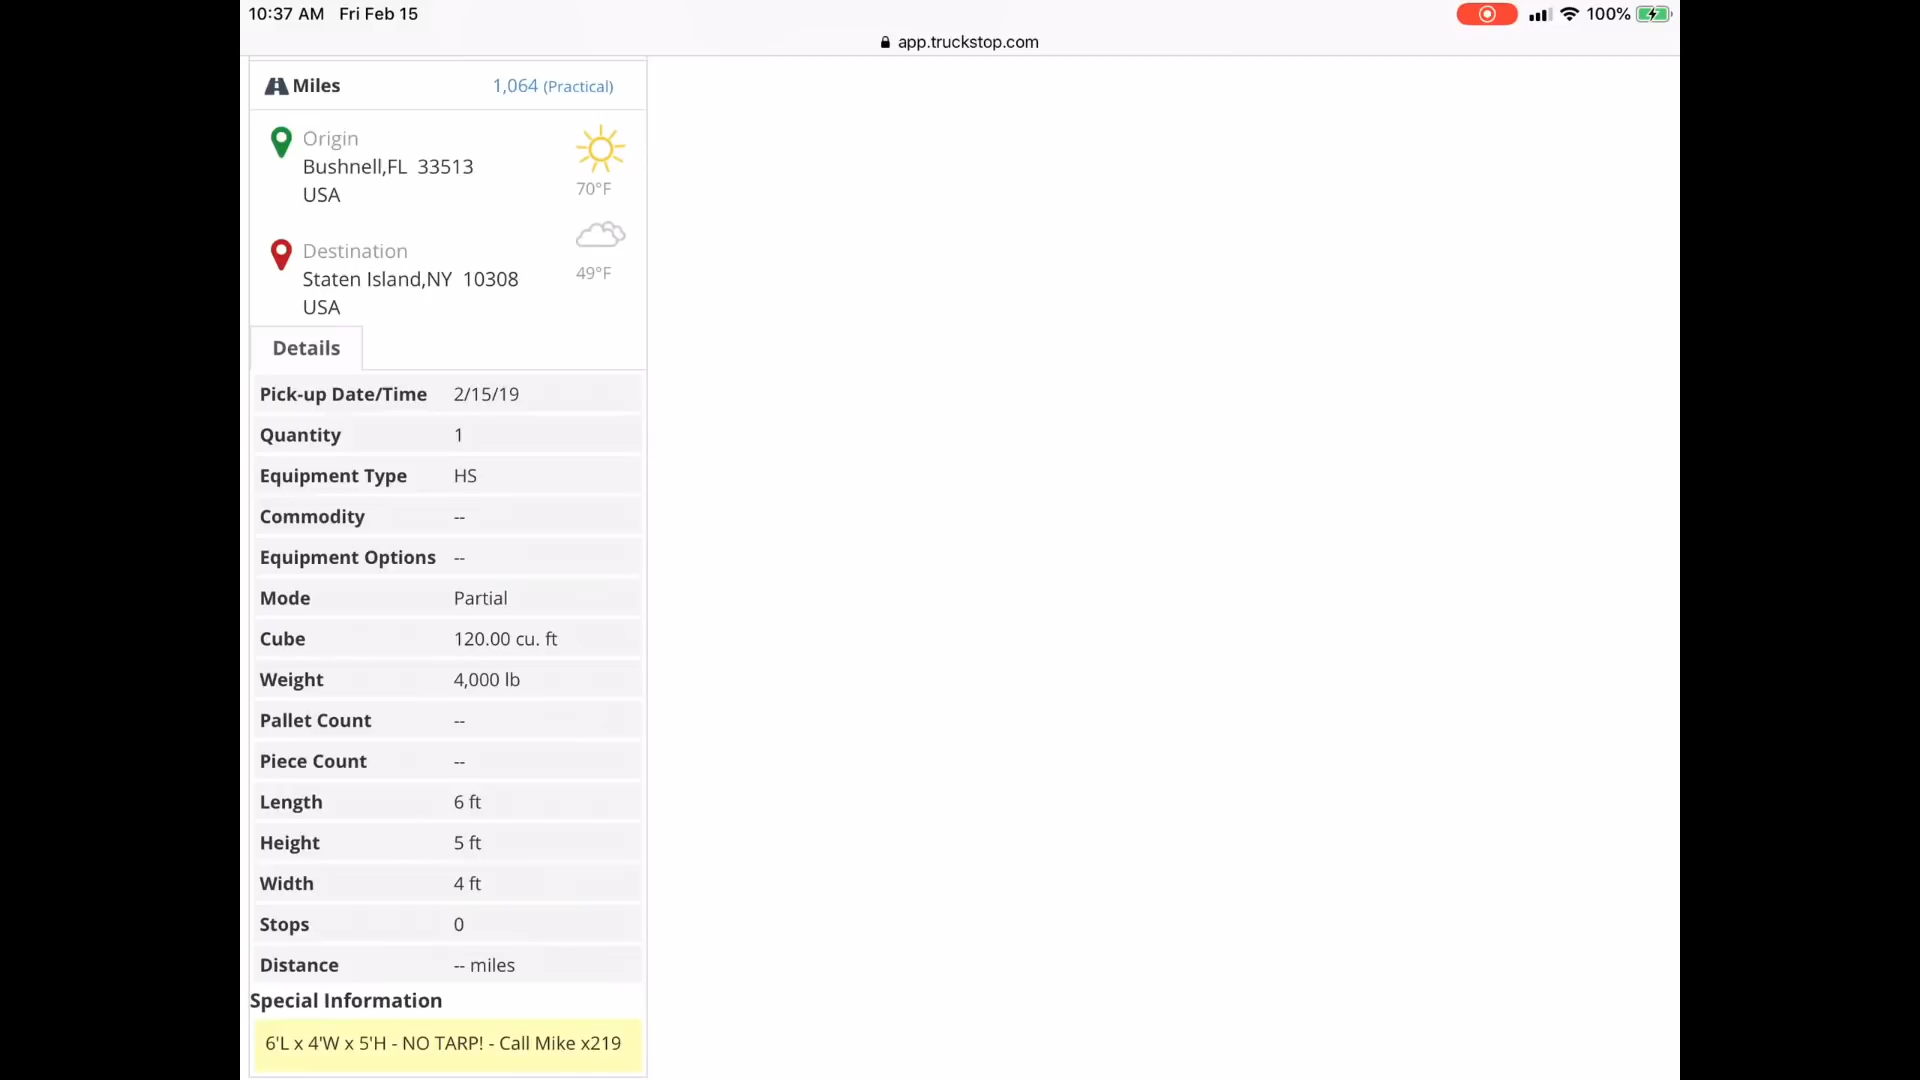 10:37 AM Fri Feb 15
100%
app.truckstop.com
Miles 1,064 (Practical)
Origin
Bushnell,FL 33513
USA
70°F
Destination
Staten Island,NY 10308
USA
49°F
Details
Pick-up Date/Time 2/15/19
Quantity 1
Equipment Type HS
Commodity --
Equipment Options --
Mode Partial
Cube 120.00 cu. ft
Weight 4,000 lb
Pallet Count --
Piece Count --
Length 6 ft
Height 5 ft
Width 4 ft
Stops 0
Distance -- miles
Special Information
6'L x 4'W x 5'H - NO TARP! - Call Mike x219